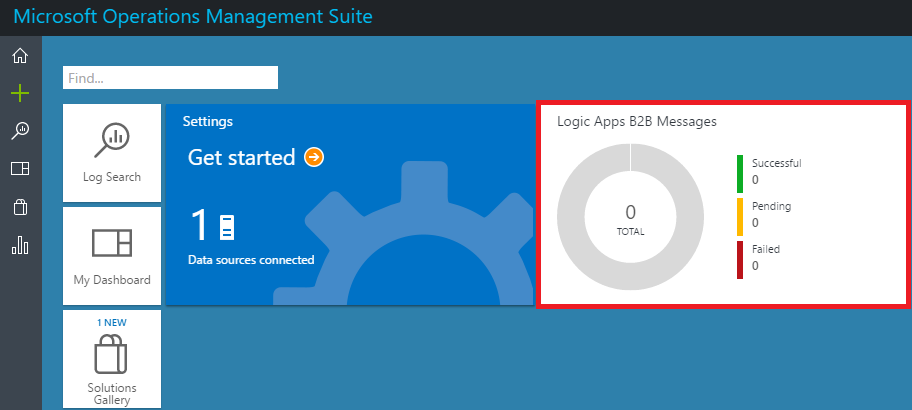 Microsoft Operations Management Suite
Find...
Log Search
My Dashboard
1 NEW
Solutions
Gallery
Settings
Get started
1
Data sources connected
Logic Apps B2B Messages
0
TOTAL
Successful
0
Pending
0
Failed
0